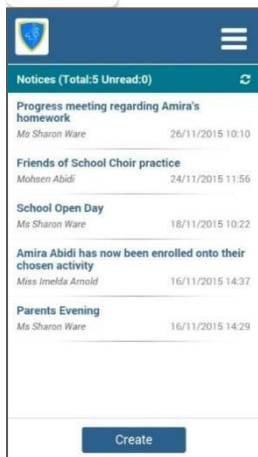 Notices (Total:5 Unread:0)
Progress meeting regarding Amira's
homework
Ms Sharon Ware 26/11/2015 10:10
Friends of School Choir practice
Mohsen Abidi 24/11/2015 11:56
School Open Day
Ms Sharon Ware 18/11/2015 10:22
Amira Abidi has now been enrolled onto their
chosen activity
Miss Imelda Arnold 16/11/2015 14:37
Parents Evening
Ms Sharon Ware 16/11/2015 14:29
Create